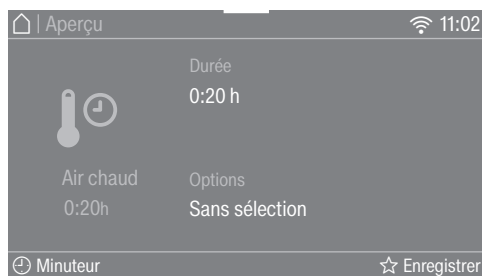 | Aperçu 11:02
Durée
0:20 h
Air chaud
0:20h
Options
Sans sélection
Minuteur Enregistrer